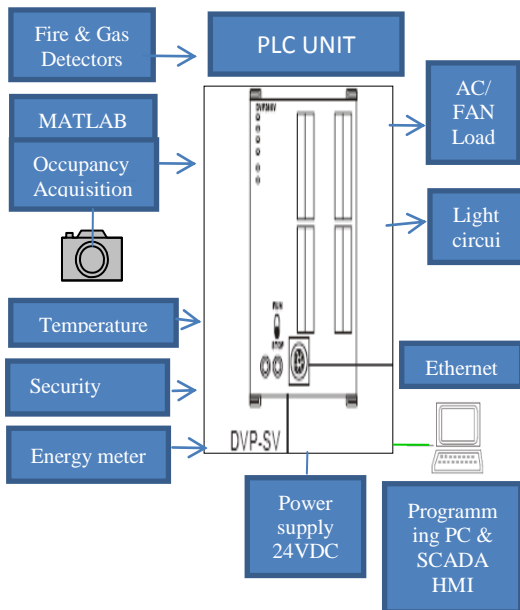 Fire & Gas
Detectors
PLC UNIT
MATLAB
Occupancy
Acquisition
AC/
FAN
Load
Light
circui
RUN
STOP
Temperature
Security
Energy meter
DVP-SV
Ethernet
Power
supply
24VDC
Programm
ing PC &
SCADA
HMI